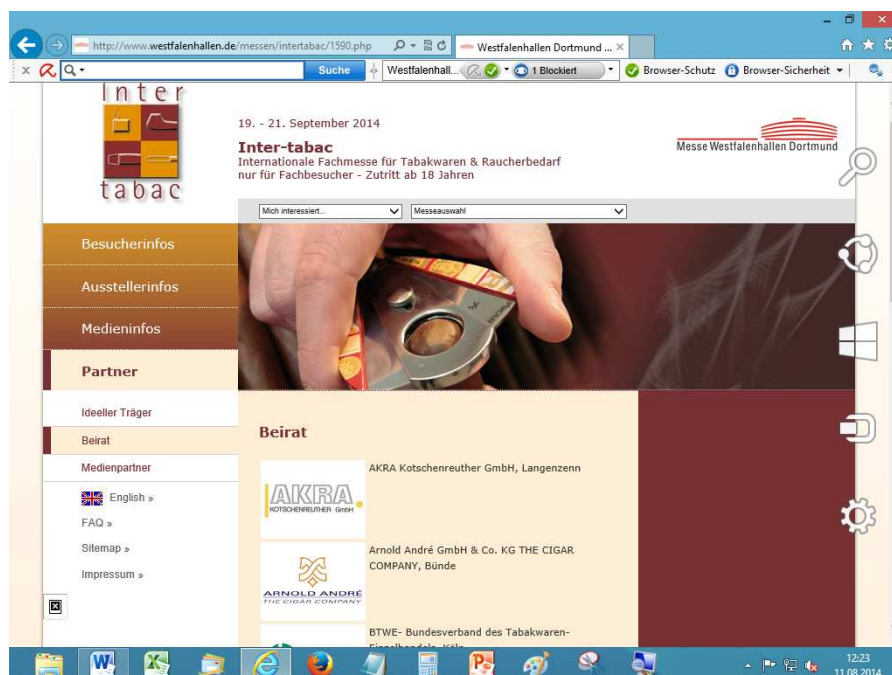 http://www.westfalenhallen.de/messen/intertabac/1590.php
Westfalenhallen Dortmund ...
Suche
Westfalenhall...
1 Blockiert
Browser-Schutz
Browser-Sicherheit
Inter
tabac
19. - 21. September 2014
Inter-tabac
Internationale Fachmesse für Tabakwaren & Raucherbedarf
nur für Fachbesucher - Zutritt ab 18 Jahren
Messe Westfalenhallen Dortmund
Mich interessiert...
Messeauswahl
Besucherinfos
Ausstellerinfos
Medieninfos
Partner
Ideeller Träger
Beirat
Medienpartner
English »
FAQ »
Sitemap »
Impressum »
Beirat
AKRA
KOTSCHENREUTHER GmbH
AKRA Kotschenreuther GmbH, Langenzenn
ARNOLD ANDRÉ
THE CIGAR COMPANY
Arnold André GmbH & Co. KG THE CIGAR
COMPANY, Bünde
BTWE- Bundesverband des Tabakwaren-
Einzelhandels, Köln
12:23
11.08.2014